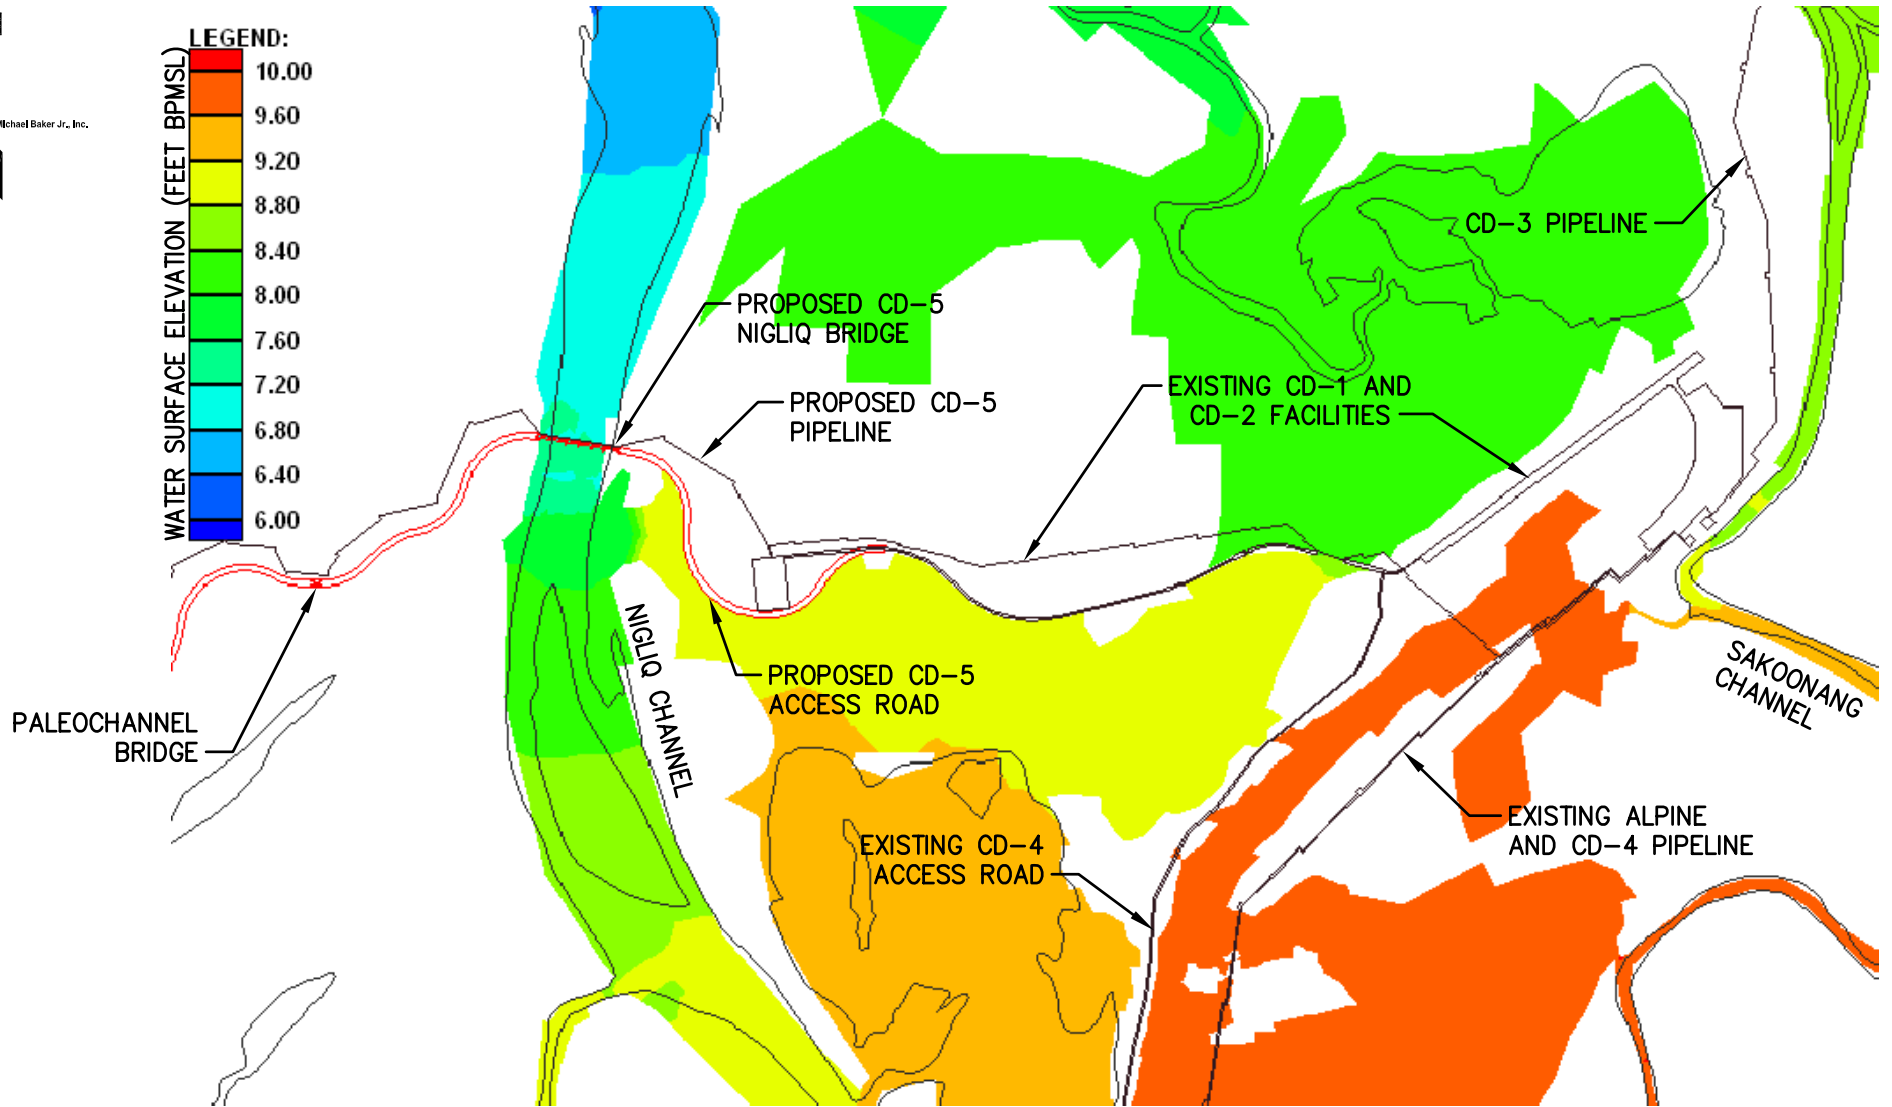 LEGEND:
WATER SURFACE ELEVATION (FEET BPMSL)
10.00
9.60
9.20
8.80
8.40
8.00
7.60
7.20
6.80
6.40
6.00
Michael Baker Jr., Inc.
CD-3 PIPELINE
PROPOSED CD-5
NIGLIQ BRIDGE
PROPOSED CD-5
PIPELINE
EXISTING CD-1 AND
CD-2 FACILITIES
NIGLIQ CHANNEL
PROPOSED CD-5
ACCESS ROAD
SAKOONANG
CHANNEL
PALEOCHANNEL
BRIDGE
EXISTING CD-4
ACCESS ROAD
EXISTING ALPINE
AND CD-4 PIPELINE